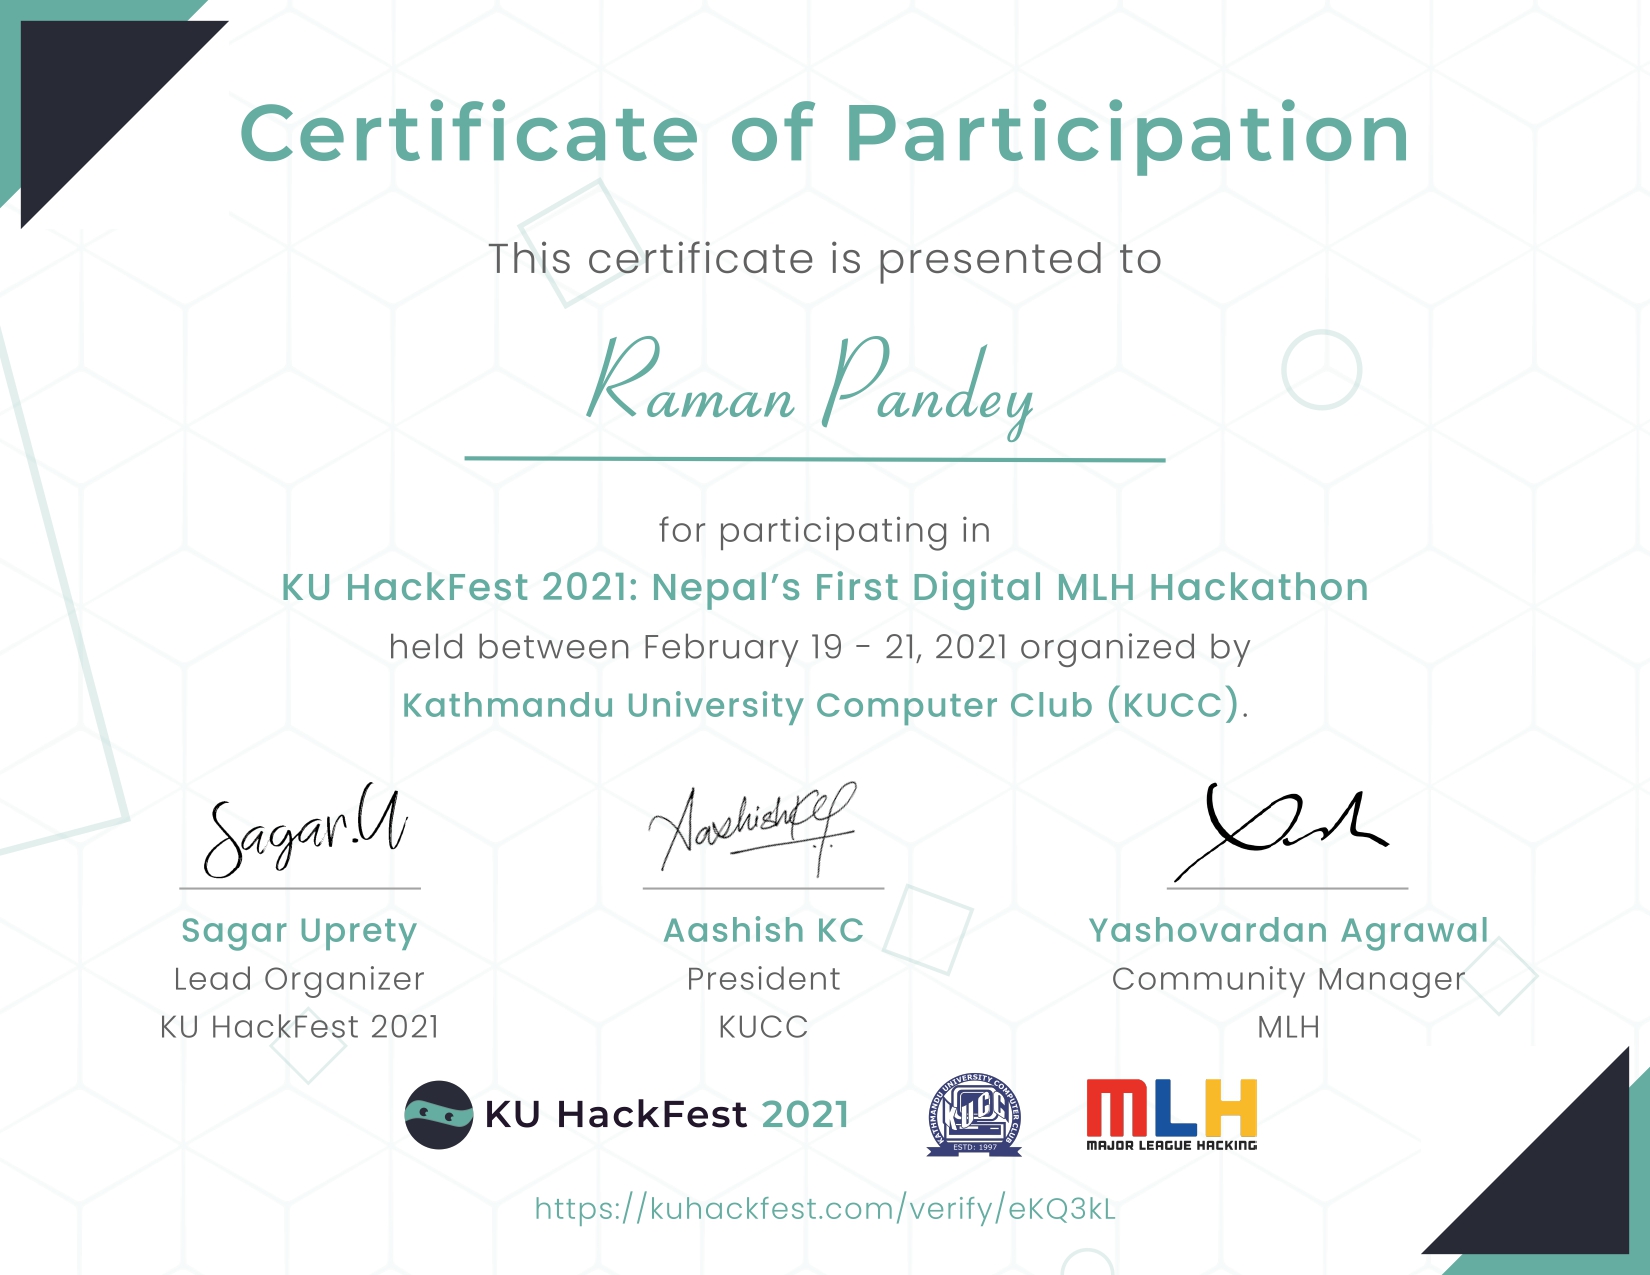 Certificate of Participation
This certificate is presented to
Raman Pandey
for participating in
KU HackFest 2021: Nepal's First Digital MLH Hackathon
held between February 19 - 21, 2021 organized by
Kathmandu University Computer Club (KUCC).
Sagar.U
AashishKC
Sagar Uprety
Lead Organizer
KU HackFest 2021
Aashish KC
President
KUCC
Yashovardan Agrawal
Community Manager
MLH
KU HackFest 2021
KATHMANDU UNIVERSITY COMPUTER CLUB
KUCC
ESTD: 1997
MLH
MAJOR LEAGUE HACKING
https://kuhackfest.com/verify/eKQ3kL